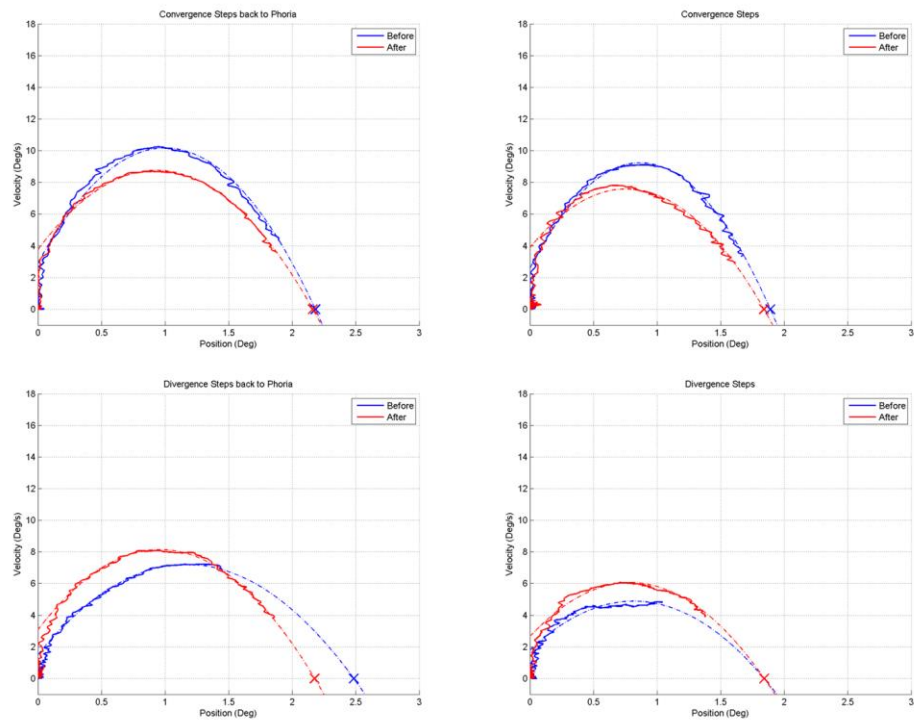 Convergence Steps back to Phoria
18
16
14
12
10
8
6
4
2
0
Velocity (Deg/s)
0 0.5 1 1.5 2 2.5 3
Position (Deg)
Before
After
Convergence Steps
18
16
14
12
10
8
6
4
2
0
Velocity (Deg/s)
0 0.5 1 1.5 2 2.5 3
Position (Deg)
Before
After
Divergence Steps back to Phoria
18
16
14
12
10
8
6
4
2
0
Velocity (Deg/s)
0 0.5 1 1.5 2 2.5 3
Position (Deg)
Before
After
Divergence Steps
18
16
14
12
10
8
6
4
2
0
Velocity (Deg/s)
0 0.5 1 1.5 2 2.5 3
Position (Deg)
Before
After